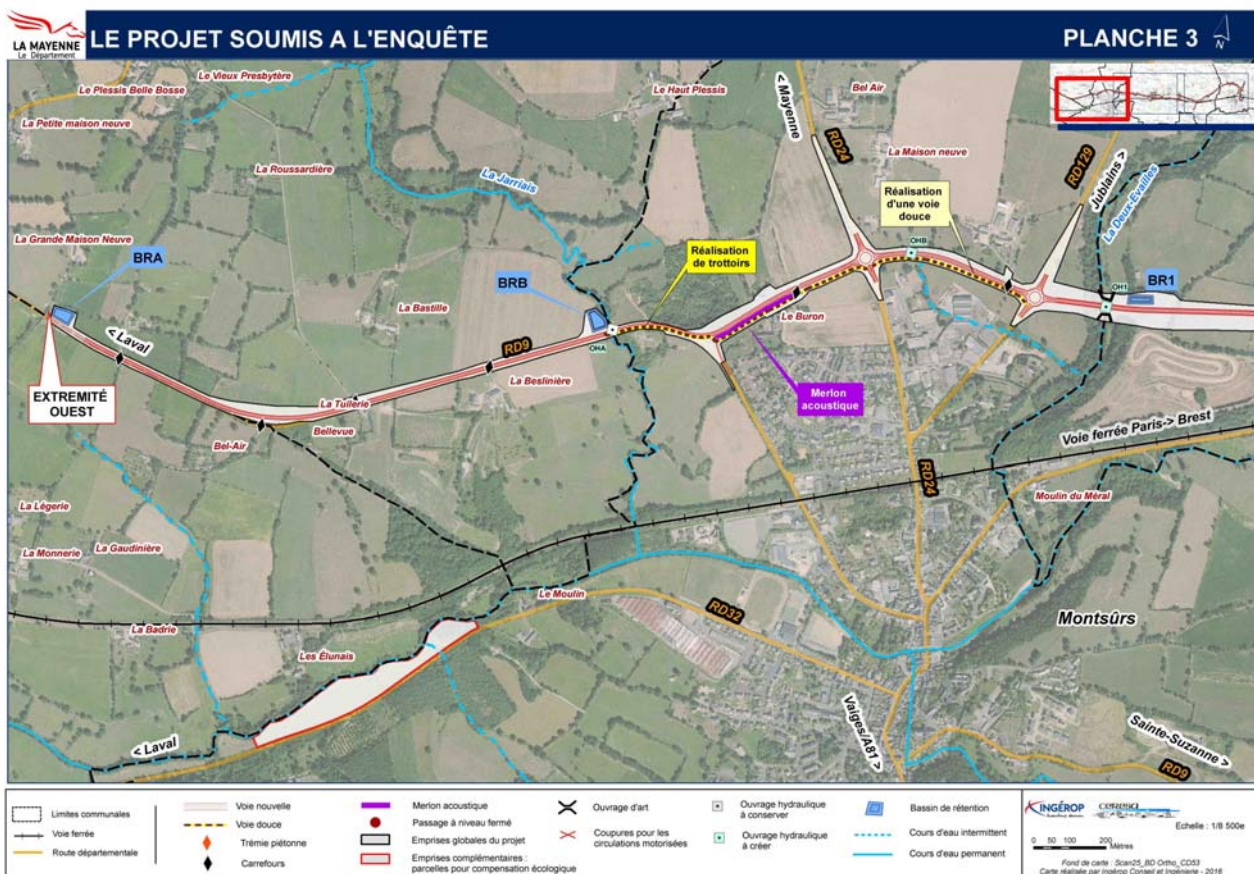 LA MAYENNE
Le Département
LE PROJET SOUMIS A L'ENQUÊTE
PLANCHE 3
N
Le Vieux Presbytère
Le Plessis Belle Bosse
La Petite maison neuve
Le Haut Plessis
< Mayenne
Bel Air
RD24
La Maison neuve
RD129
Jublains >
La Deux-Évailles
La Roussardière
La Jarriais
Réalisation
d'une voie
douce
La Grande Maison Neuve
BRA
Réalisation
de trottoirs
OHB
BRB
La Bastille
OH1
BR1
Le Buron
< Laval
RD9
OHA
EXTREMITÉ
OUEST
La Beslinière
Merlon
acoustique
La Tuilerie
Bellevue
Bel-Air
Voie ferrée Paris-> Brest
RD24
La Légerie
Moulin du Méral
La Monnerie
La Gaudinière
Le Moulin
RD32
Montsûrs
La Badrie
Les Élunais
Vaiges/A81 >
< Laval
Sainte-Suzanne >
RD9
Limites communales
Voie ferrée
Route départementale
Voie nouvelle
Voie douce
Trémie piétonne
Carrefours
Merlon acoustique
Passage à niveau fermé
Emprises globales du projet
Emprises complémentaires :
parcelles pour compensation écologique
Ouvrage d'art
Coupures pour les
circulations motorisées
Ouvrage hydraulique
à conserver
Ouvrage hydraulique
à créer
Bassin de rétention
Cours d'eau intermittent
Cours d'eau permanent
INGÉROP
ceresa
Echelle : 1/8 500e
0 50 100 200
Mètres
Fond de carte : Scan25_BD Ortho_CD53
Carte réalisée par Ingérop Conseil et Ingénierie - 2016